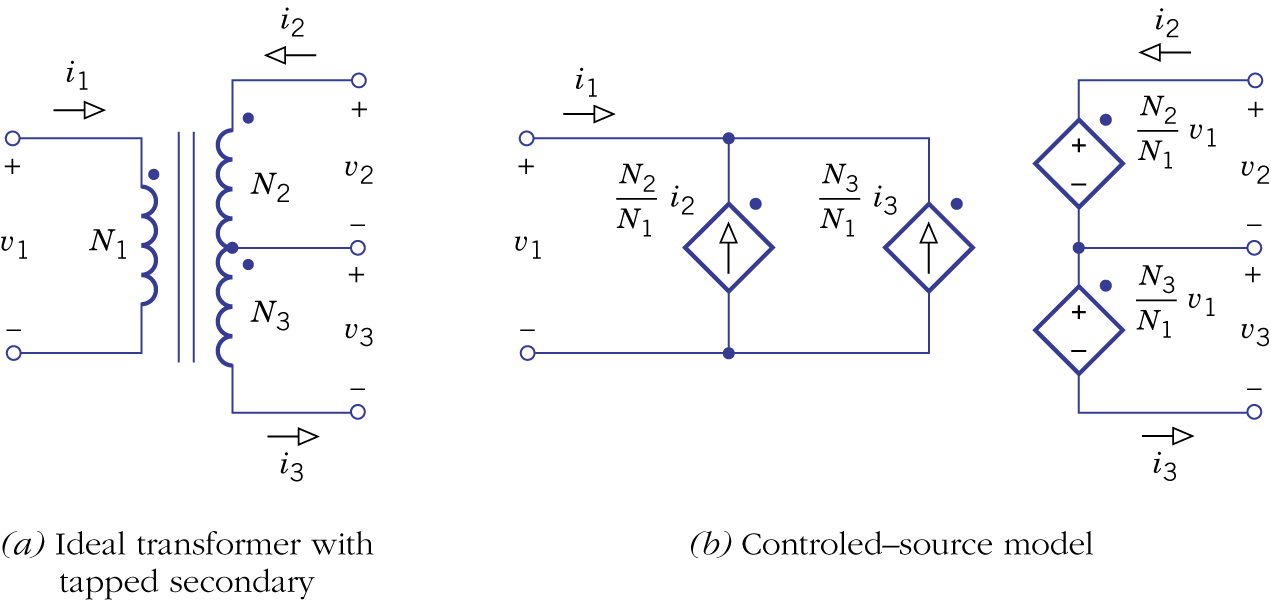 i2
i1
+
N2
v2
−
+
v1
N1
+
N3
v3
−
−
i3
(a) Ideal transformer with
tapped secondary
i2
i1
+
N2
N1
v1
+
+
−
v2
N2
N1
i2
N3
N1
i3
−
v1
+
N3
N1
v1
+
−
v3
−
−
i3
(b) Controled–source model